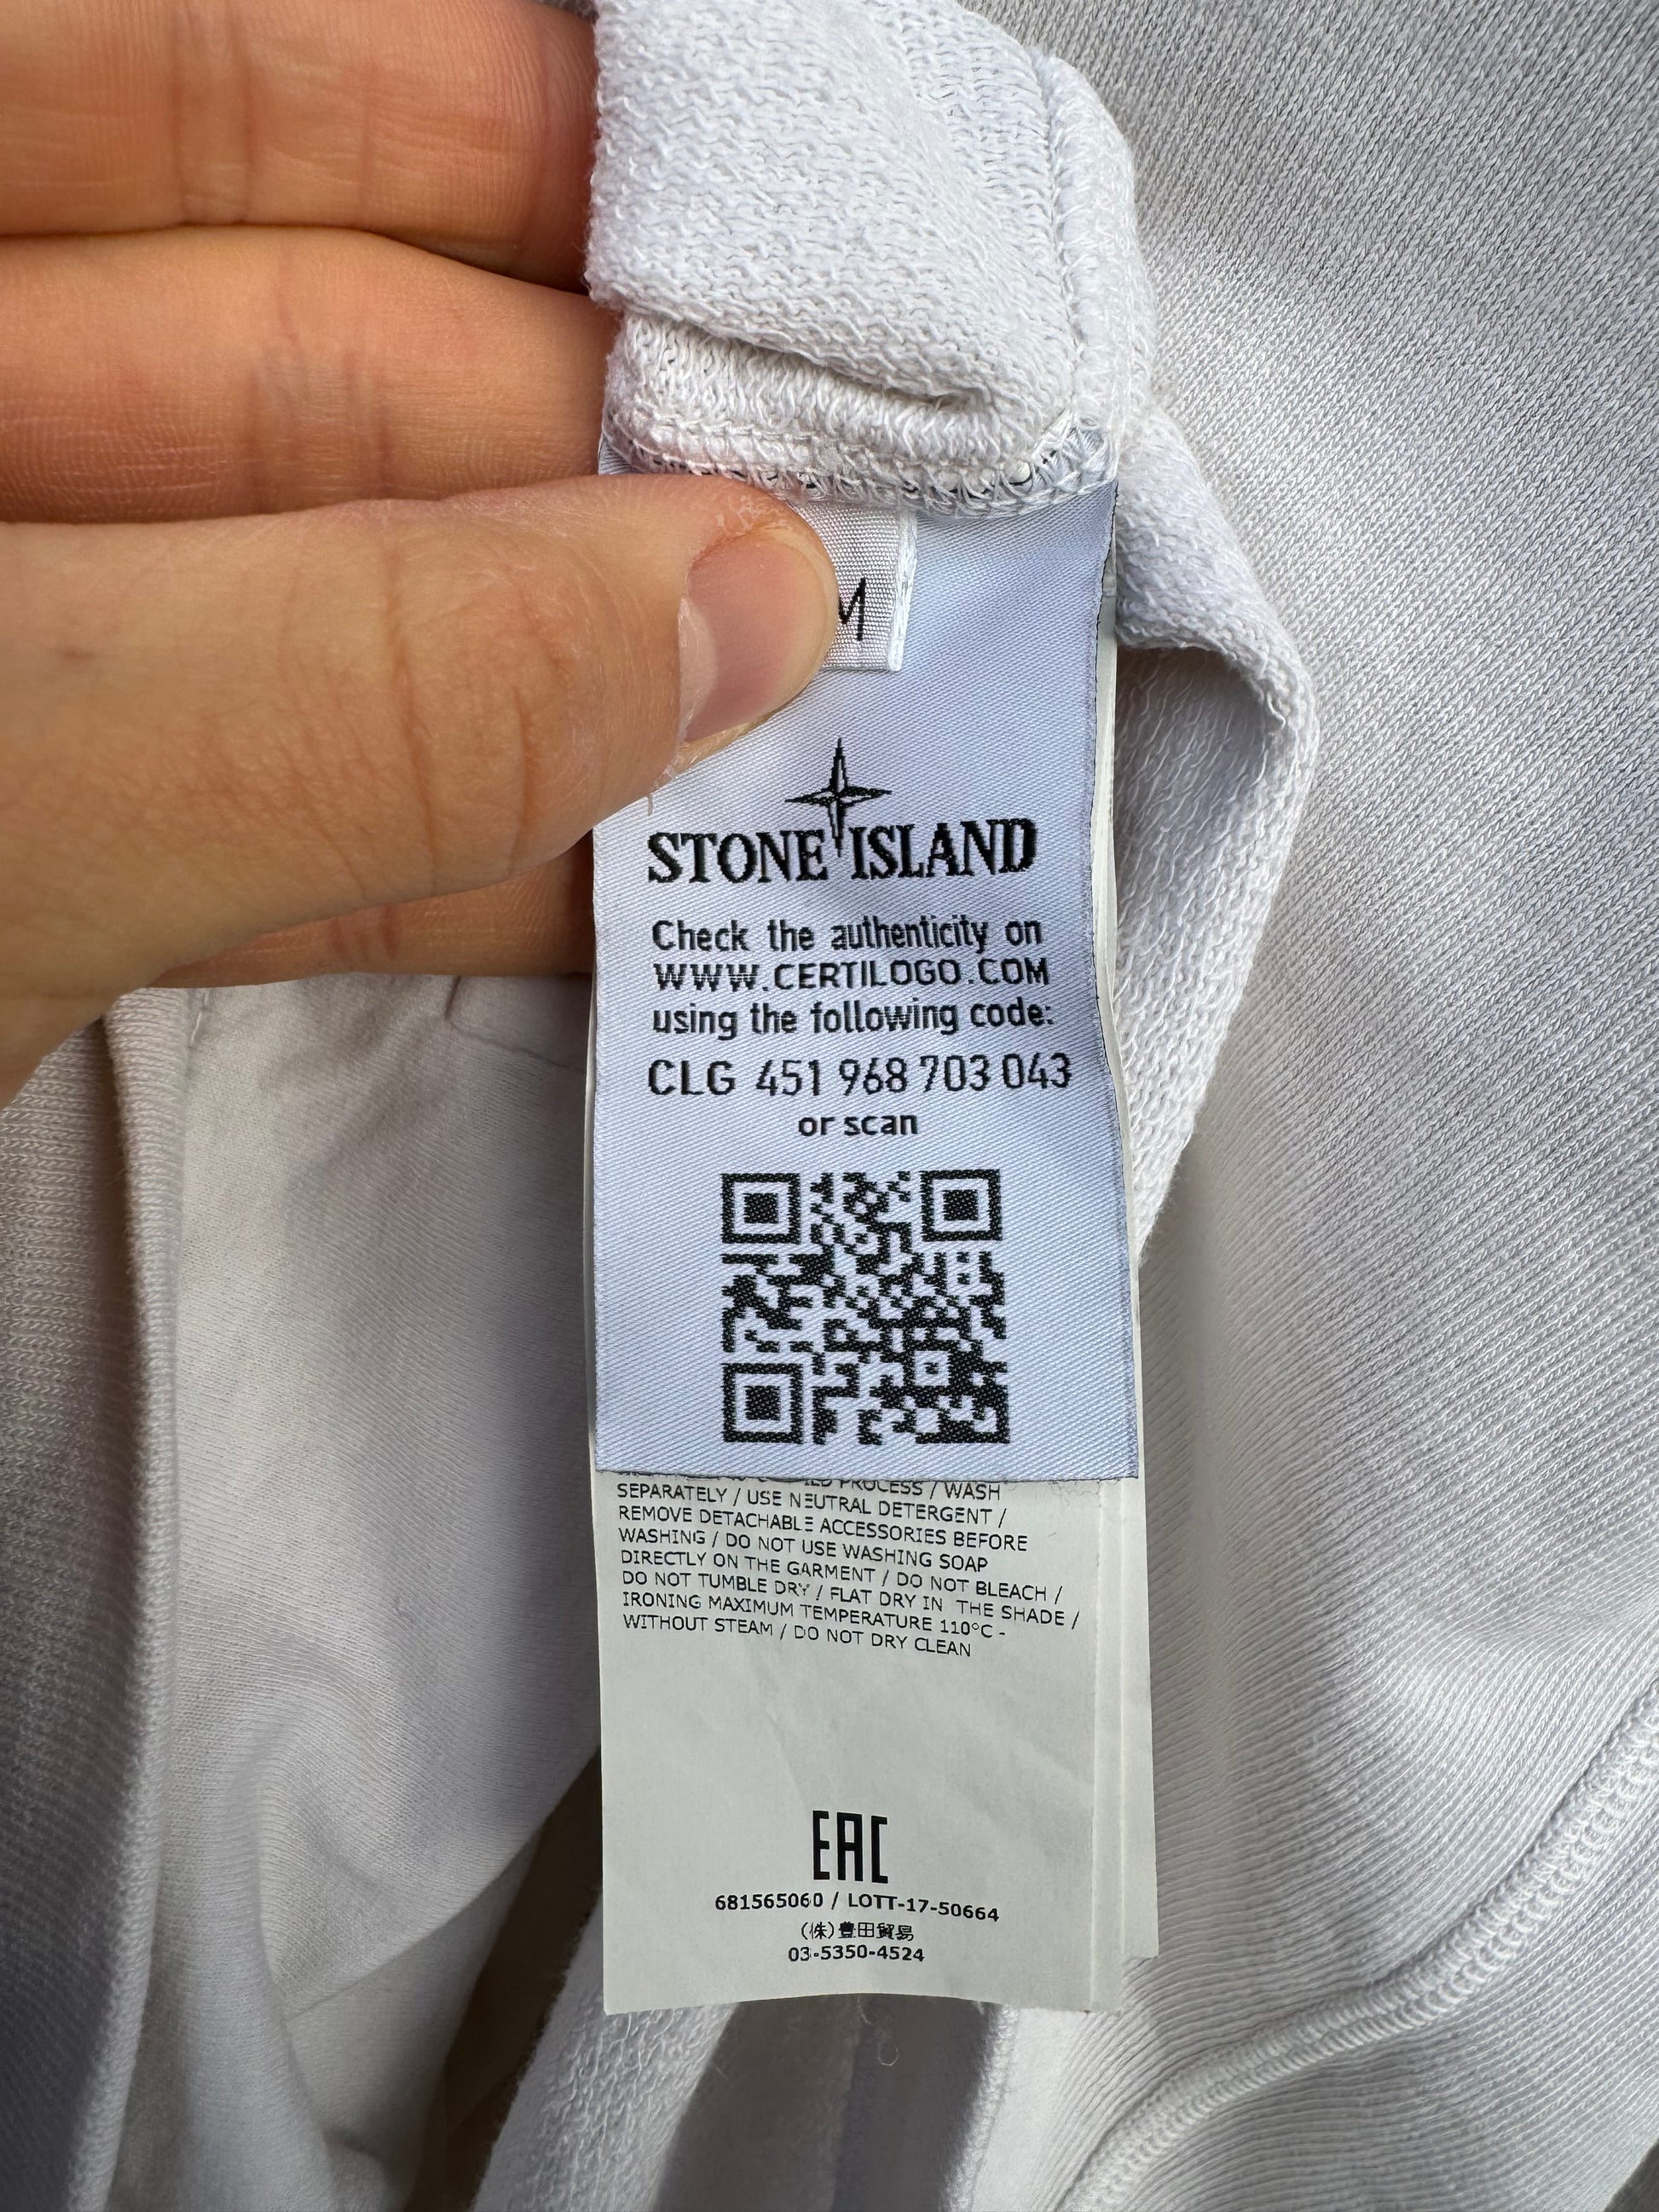 M
STONE ISLAND
Check the authenticity on
WWW.CERTILOGO.COM
using the following code:
CLG 451 968 703 043
or scan
PROCESS / WASH
SEPARATELY / USE NEUTRAL DETERGENT /
REMOVE DETACHABLE ACCESSORIES BEFORE
WASHING / DO NOT USE WASHING SOAP
DIRECTLY ON THE GARMENT / DO NOT BLEACH /
DO NOT TUMBLE DRY / FLAT DRY IN THE SHADE /
IRONING MAXIMUM TEMPERATURE 110°C -
WITHOUT STEAM / DO NOT DRY CLEAN
EAC
681565060 / LOTT-17-50664
(株)豊田貿易
03-5350-4524